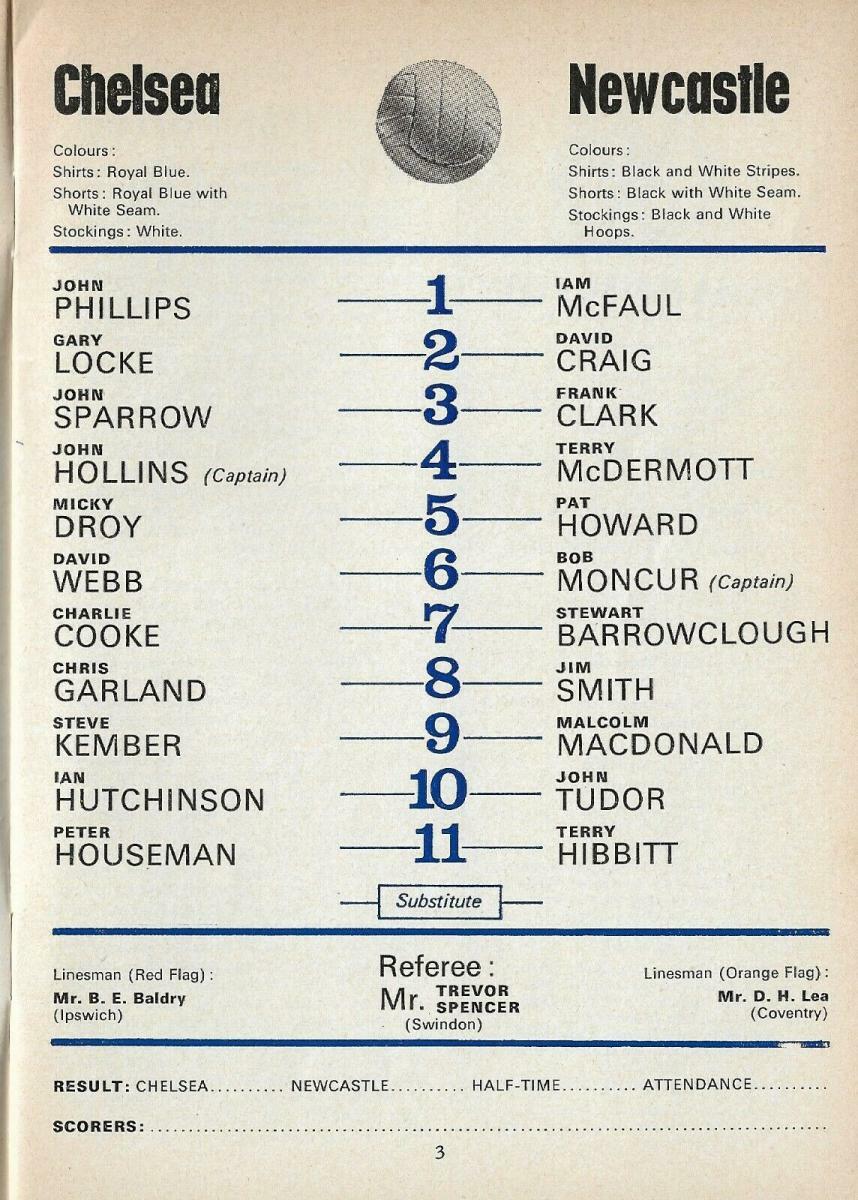 Chelsea
Colours:
Shirts: Royal Blue.
Shorts: Royal Blue with
White Seam.
Stockings: White.
Newcastle
Colours:
Shirts: Black and White Stripes.
Shorts: Black with White Seam.
Stockings: Black and White
Hoops.
JOHN
PHILLIPS
1
IAM
McFAUL
GARY
LOCKE
2
DAVID
CRAIG
JOHN
SPARROW
3
FRANK
CLARK
JOHN
HOLLINS (Captain)
4
TERRY
McDERMOTT
MICKY
DROY
5
PAT
HOWARD
DAVID
WEBB
6
BOB
MONCUR (Captain)
CHARLIE
COOKE
7
STEWART
BARROWCLOUGH
CHRIS
GARLAND
8
JIM
SMITH
STEVE
KEMBER
9
MALCOLM
MACDONALD
IAN
HUTCHINSON
10
JOHN
TUDOR
PETER
HOUSEMAN
11
TERRY
HIBBITT
Substitute
Linesman (Red Flag):
Mr. B. E. Baldry
(Ipswich)
Referee:
Mr. TREVOR
SPENCER
(Swindon)
Linesman (Orange Flag):
Mr. D. H. Lea
(Coventry)
RESULT: CHELSEA.......... NEWCASTLE.......... HALF-TIME.......... ATTENDANCE..........
SCORERS:..........
3